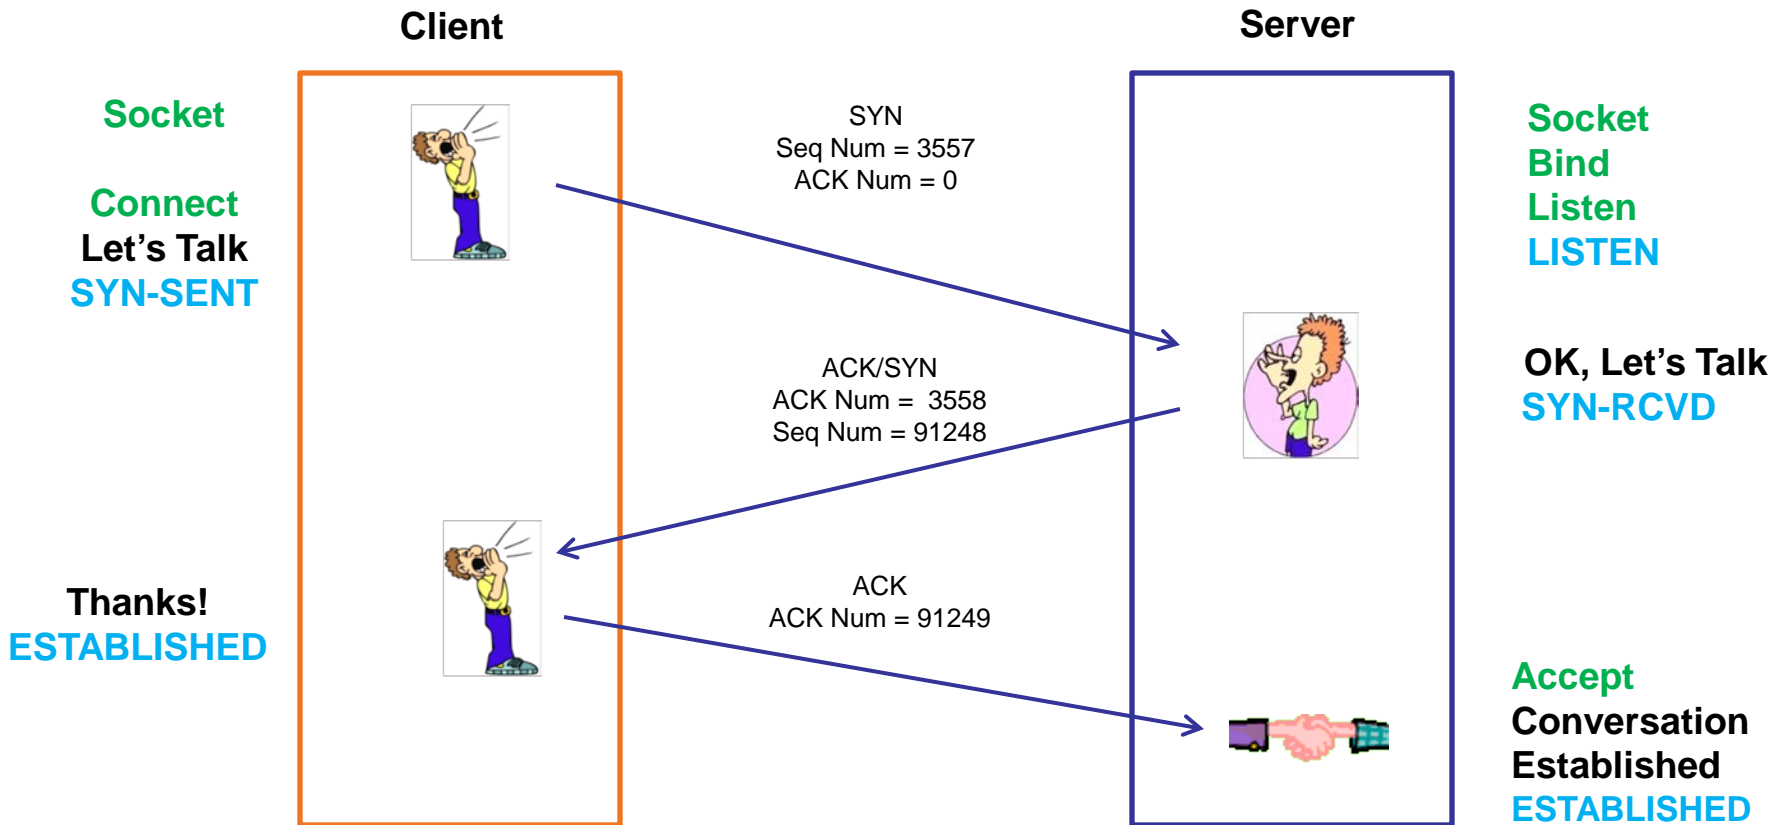 Client
Server
Socket
Connect
Let's Talk
SYN-SENT
SYN
Seq Num = 3557
ACK Num = 0
Socket
Bind
Listen
LISTEN
ACK/SYN
ACK Num =  3558
Seq Num = 91248
OK, Let's Talk
SYN-RCVD
Thanks!
ESTABLISHED
ACK
ACK Num = 91249
Accept
Conversation
Established
ESTABLISHED